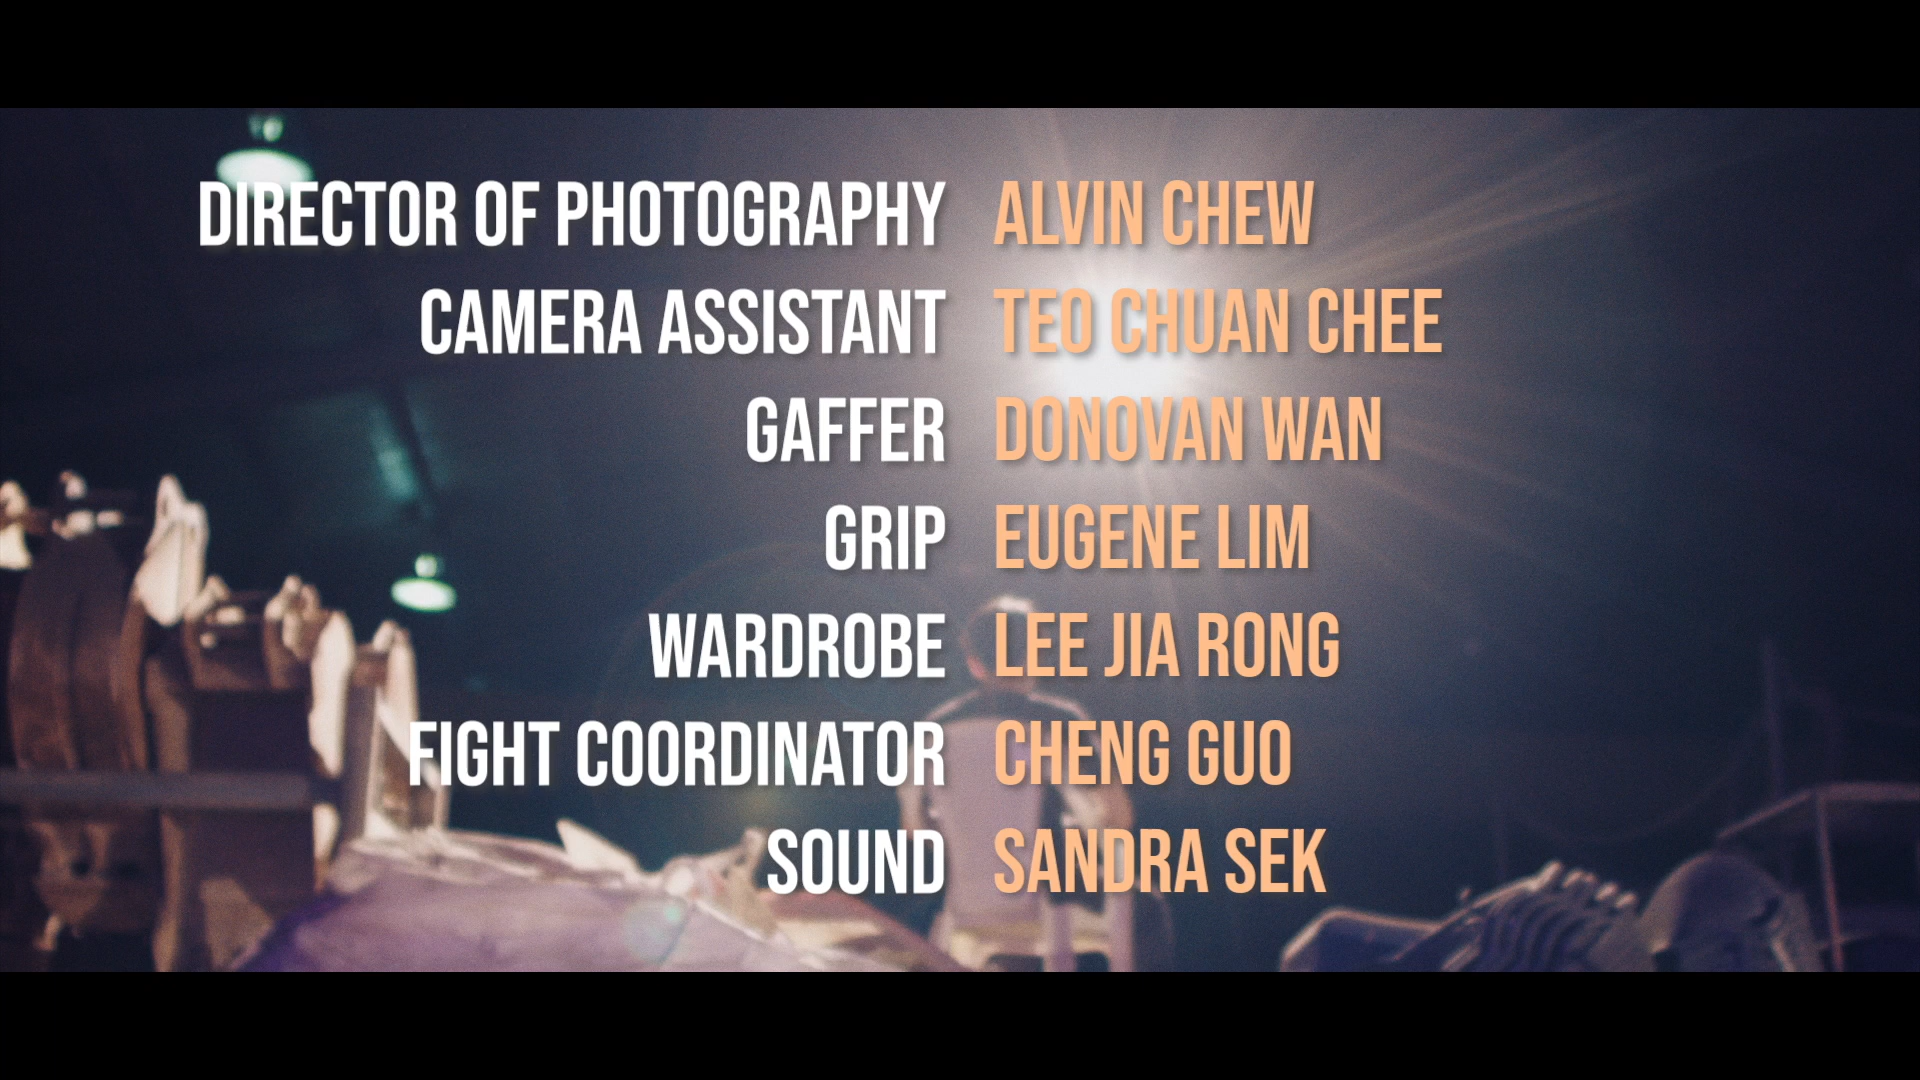 DIRECTOR OF PHOTOGRAPHY ALVIN CHEW
CAMERA ASSISTANT TEO CHUAN CHEE
GAFFER DONOVAN WAN
GRIP EUGENE LIM
WARDROBE LEE JIA RONG
FIGHT COORDINATOR CHENG GUO
SOUND SANDRA SEK